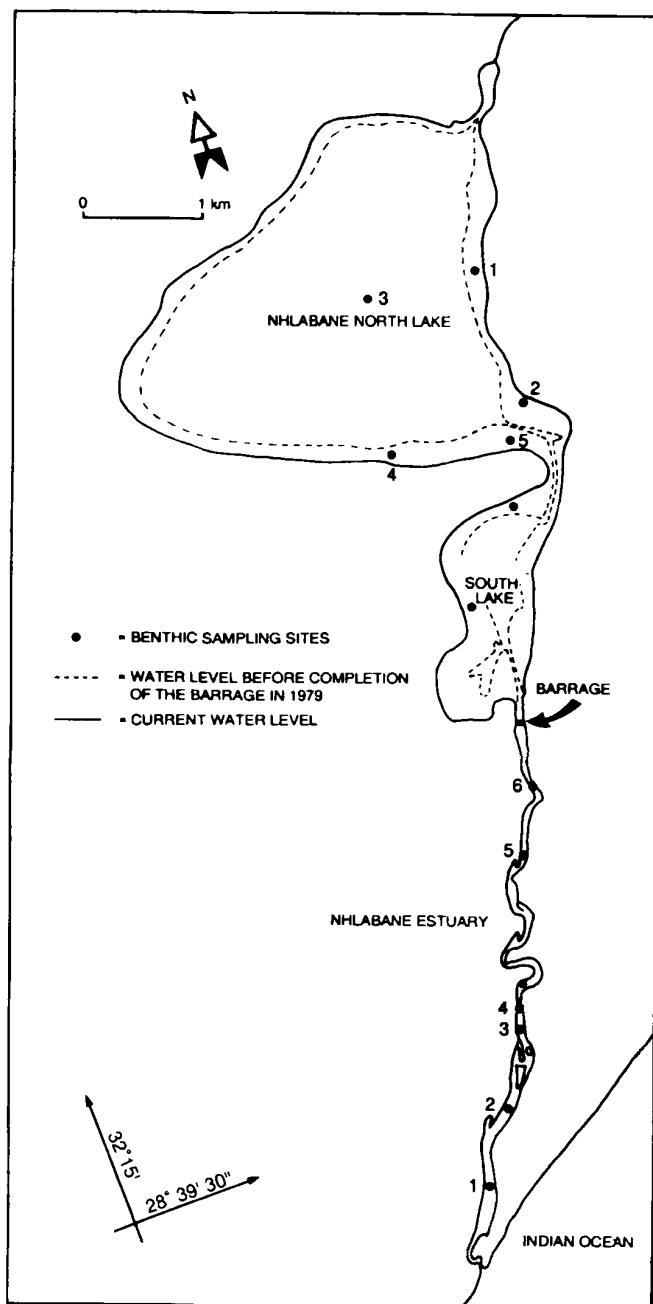 N
0 1 km
1
3
NHLABANE NORTH LAKE
2
5
4
SOUTH
LAKE
● = BENTHIC SAMPLING SITES
---- = WATER LEVEL BEFORE COMPLETION
OF THE BARRAGE IN 1979
— = CURRENT WATER LEVEL
BARRAGE
6
5
NHLABANE ESTUARY
4
3
2
1
32° 15'
28° 39' 30"
INDIAN OCEAN